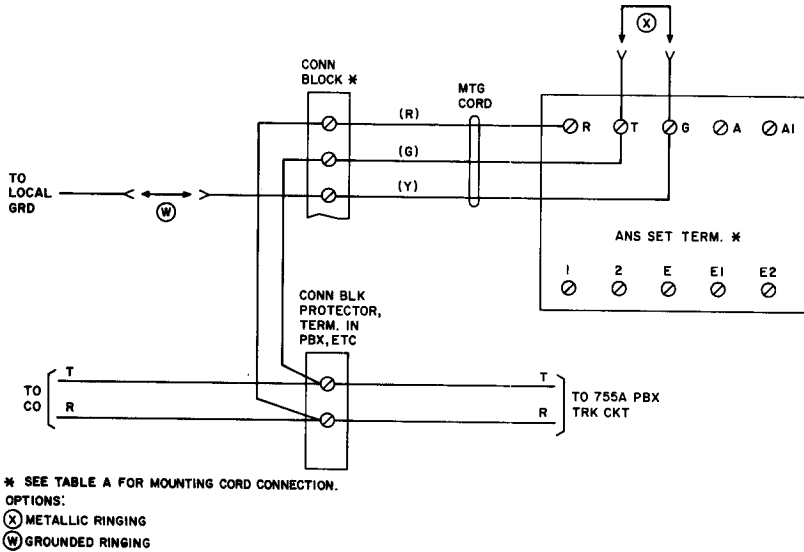 X
CONN
BLOCK *
MTG
CORD
(R)
R T G A A1
(G)
TO
LOCAL
GRD
W
(Y)
ANS SET TERM. *
1 2 E E1 E2
CONN BLK
PROTECTOR,
TERM. IN
PBX, ETC
TO
CO
T
R
T
R
TO 755A PBX
TRK CKT
* SEE TABLE A FOR MOUNTING CORD CONNECTION.
OPTIONS:
X METALLIC RINGING
W GROUNDED RINGING